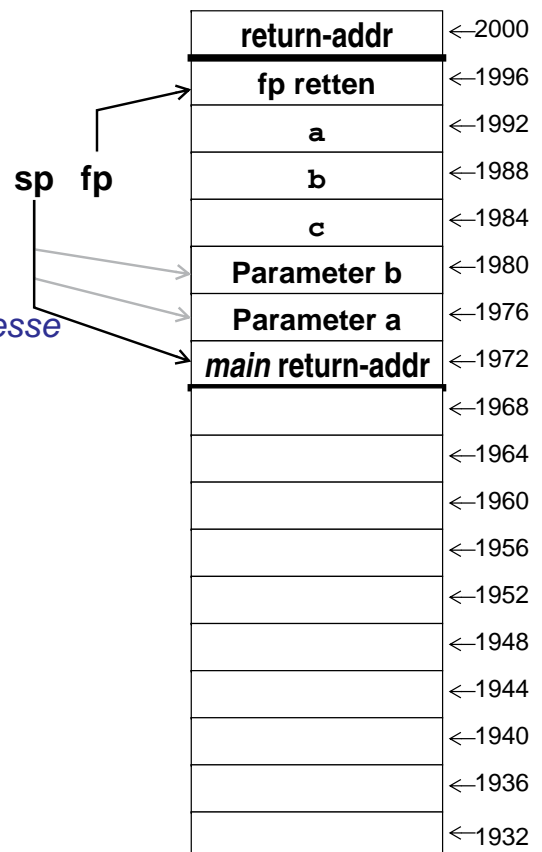 return-addr ←2000
fp retten ←1996
a ←1992
sp fp b ←1988
c ←1984
Parameter b ←1980
esse Parameter a ←1976
main return-addr ←1972
←1968
←1964
←1960
←1956
←1952
←1948
←1944
←1940
←1936
←1932